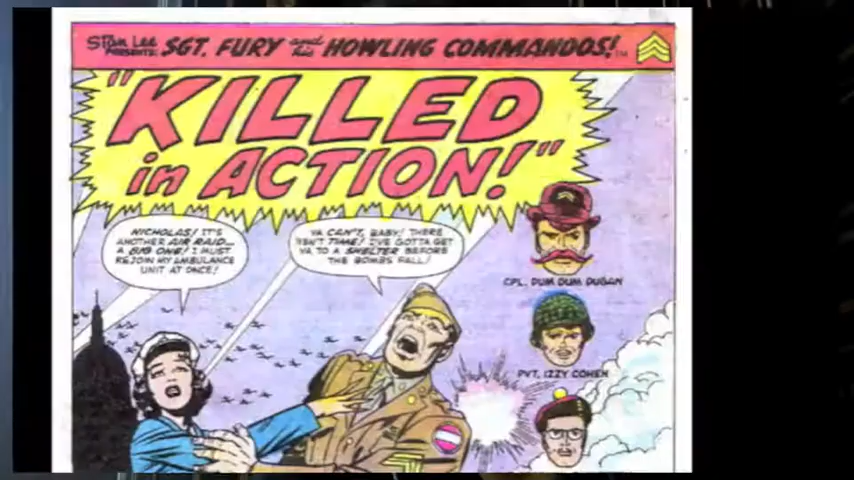 Stan Lee PRESENTS: SGT. FURY and his HOWLING COMMANDOS!™
"KILLED
in ACTION!"
NICHOLAS! IT'S
ANOTHER AIR RAID...
A BIG ONE! I MUST
REJOIN MY AMBULANCE
UNIT AT ONCE!
YA CAN'T, BABY! THERE
ISN'T TIME! I'VE GOTTA GET
YA TO A SHELTER BEFORE
THE BOMBS FALL!
CPL. DUM DUM DUGAN
PVT. IZZY COHEN